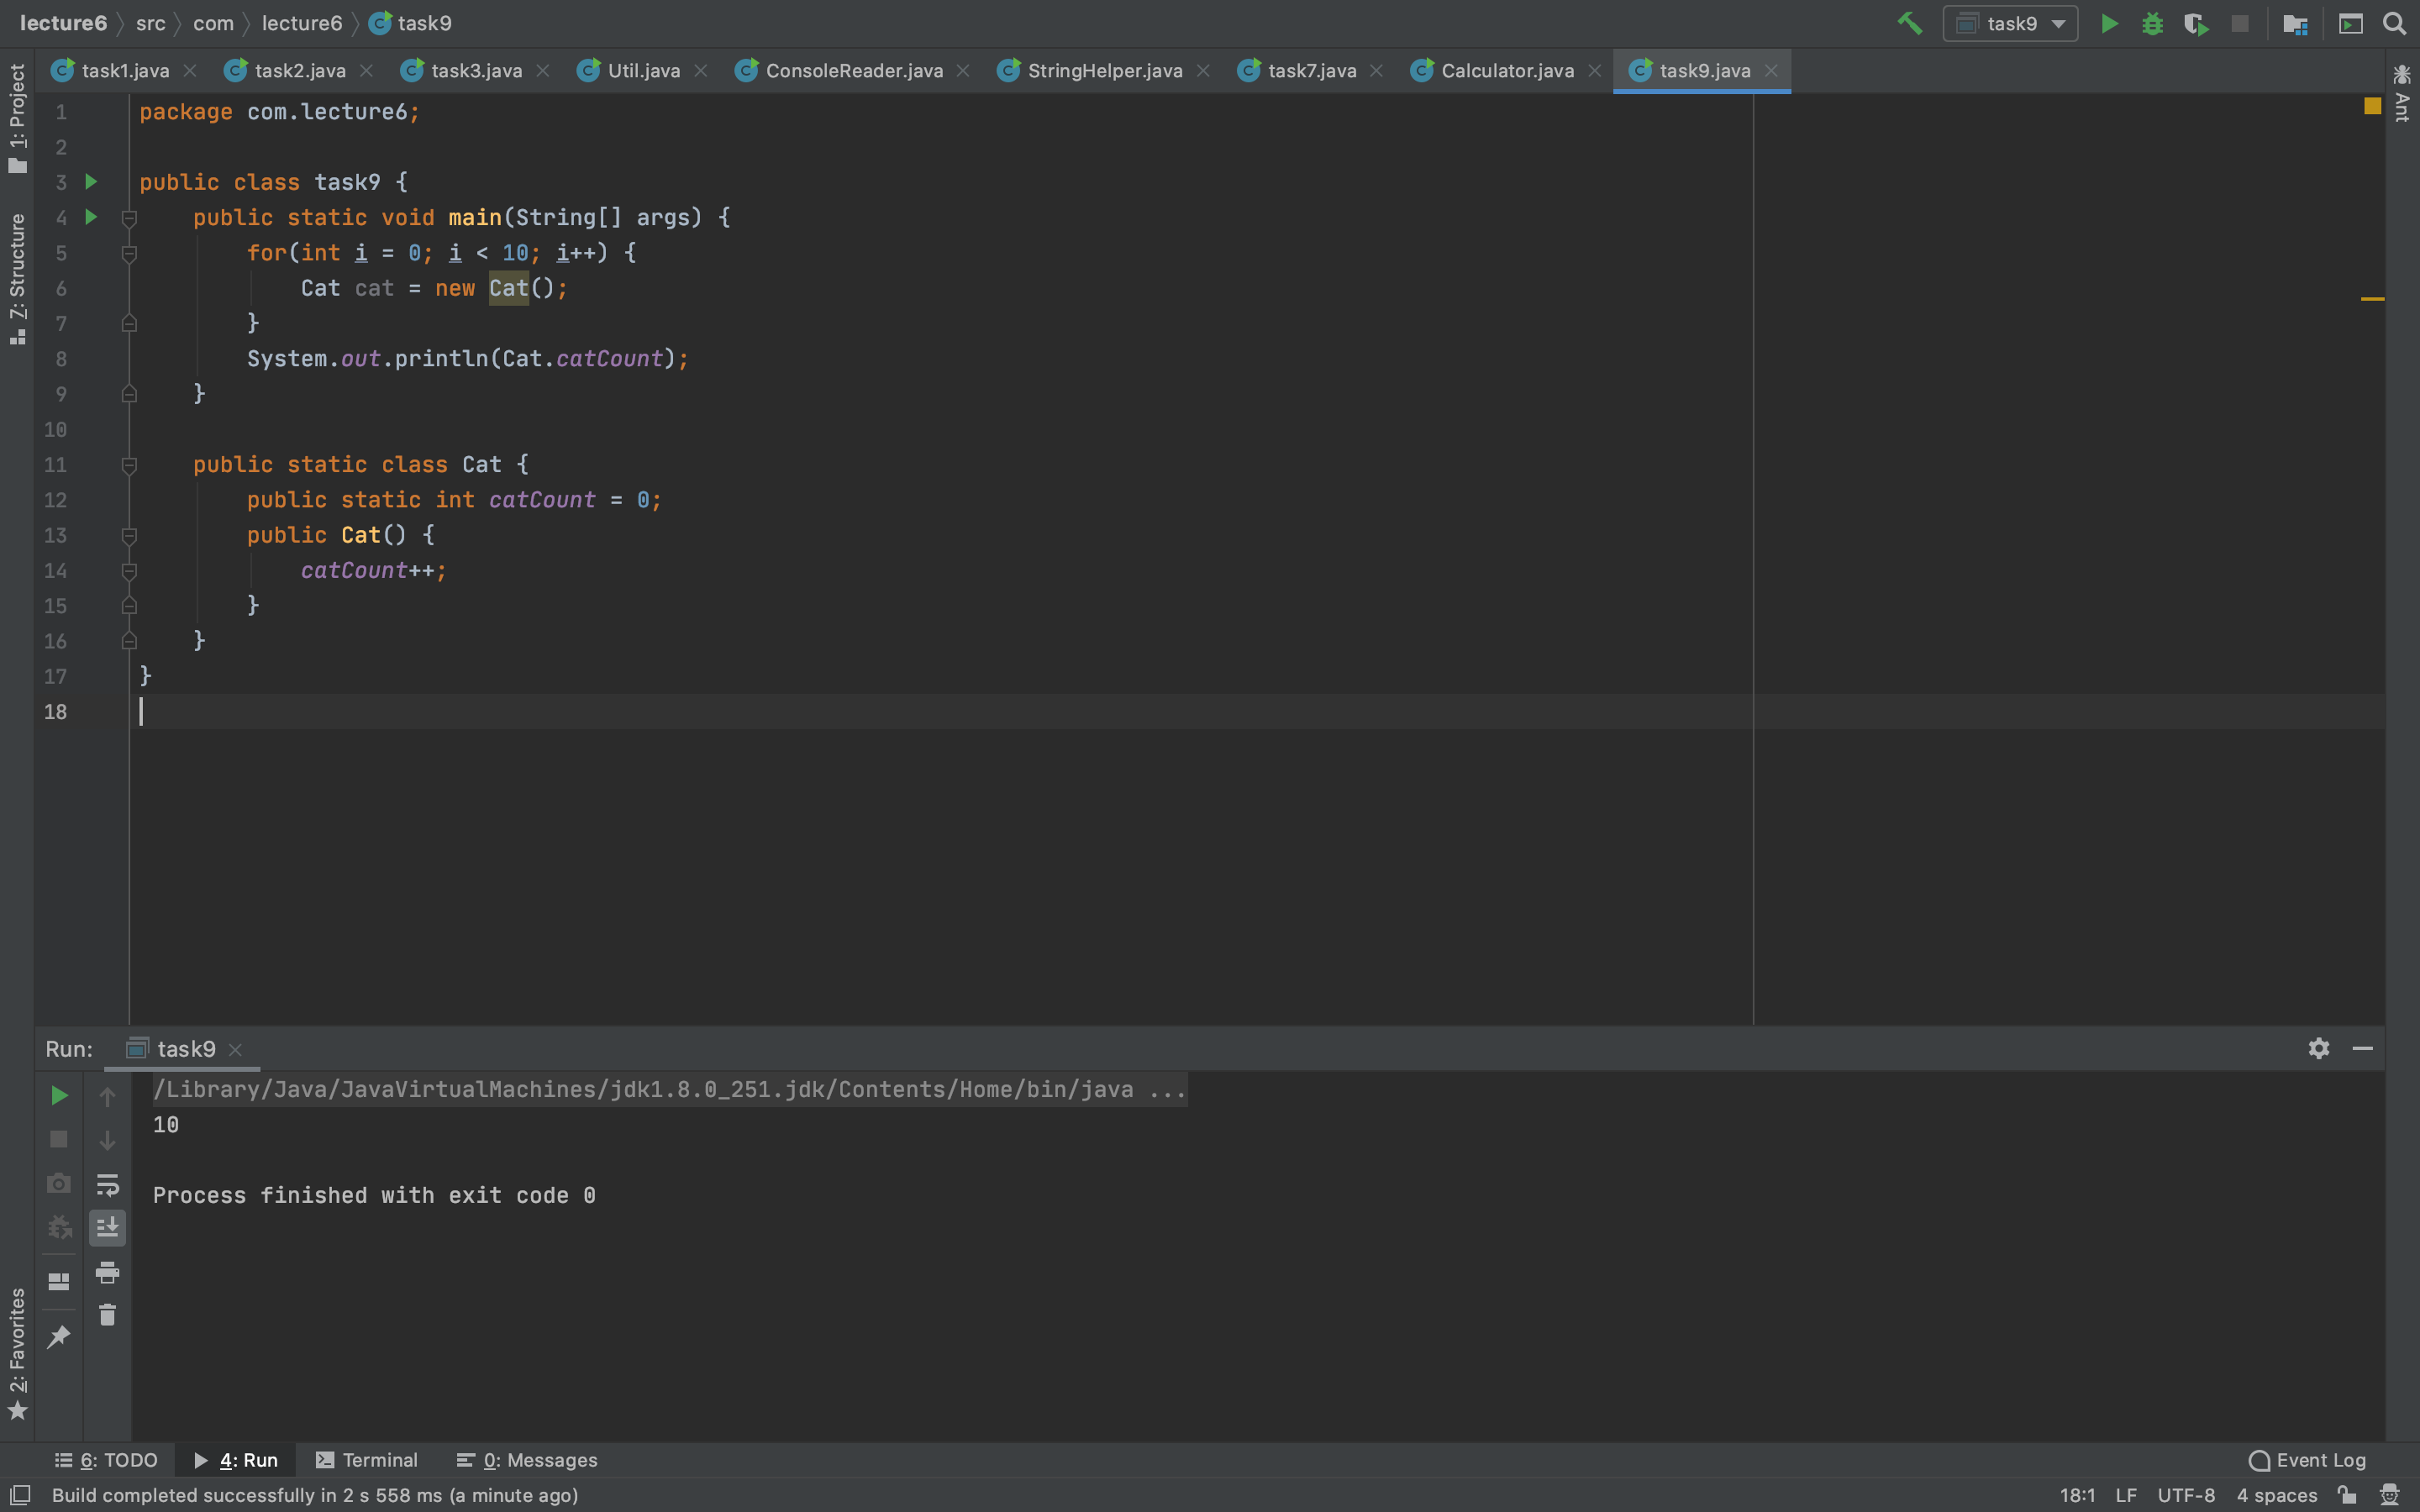 lecture6 src com lecture6 task9 task9
task1.java task2.java task3.java Util.java ConsoleReader.java StringHelper.java task7.java Calculator.java task9.java
1: Project
7: Structure
2: Favorites
Ant
1 package com.lecture6;
2
3 public class task9 {
4     public static void main(String[] args) {
5         for(int i = 0; i < 10; i++) {
6             Cat cat = new Cat();
7         }
8         System.out.println(Cat.catCount);
9     }
10
11     public static class Cat {
12         public static int catCount = 0;
13         public Cat() {
14             catCount++;
15         }
16     }
17 }
18
Run: task9
/Library/Java/JavaVirtualMachines/jdk1.8.0_251.jdk/Contents/Home/bin/java ...
10
Process finished with exit code 0
6: TODO 4: Run Terminal 0: Messages Event Log
Build completed successfully in 2 s 558 ms (a minute ago) 18:1 LF UTF-8 4 spaces